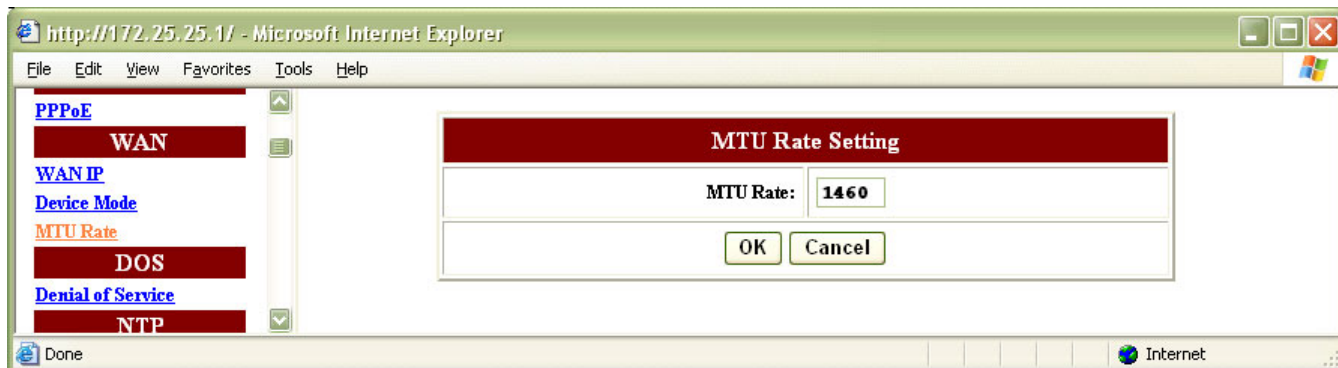 http://172.25.25.1/ - Microsoft Internet Explorer
File Edit View Favorites Tools Help
PPPoE
WAN
WAN IP
Device Mode
MTU Rate
DOS
Denial of Service
NTP
MTU Rate Setting
MTU Rate: 1460
OK Cancel
Done
Internet